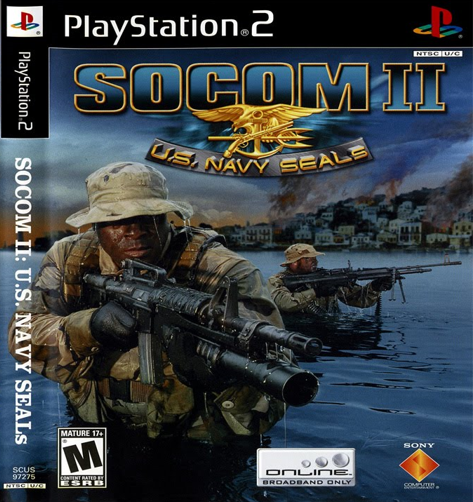 PlayStation®2
NTSC U/C
PlayStation®2
SOCOM II
U.S. NAVY SEALs
SOCOM II: U.S. NAVY SEALs
MATURE 17+
M
CONTENT RATED BY
ESRB
SCUS
97275
NTSC U/C
ONLINE
BROADBAND ONLY
SONY
COMPUTER